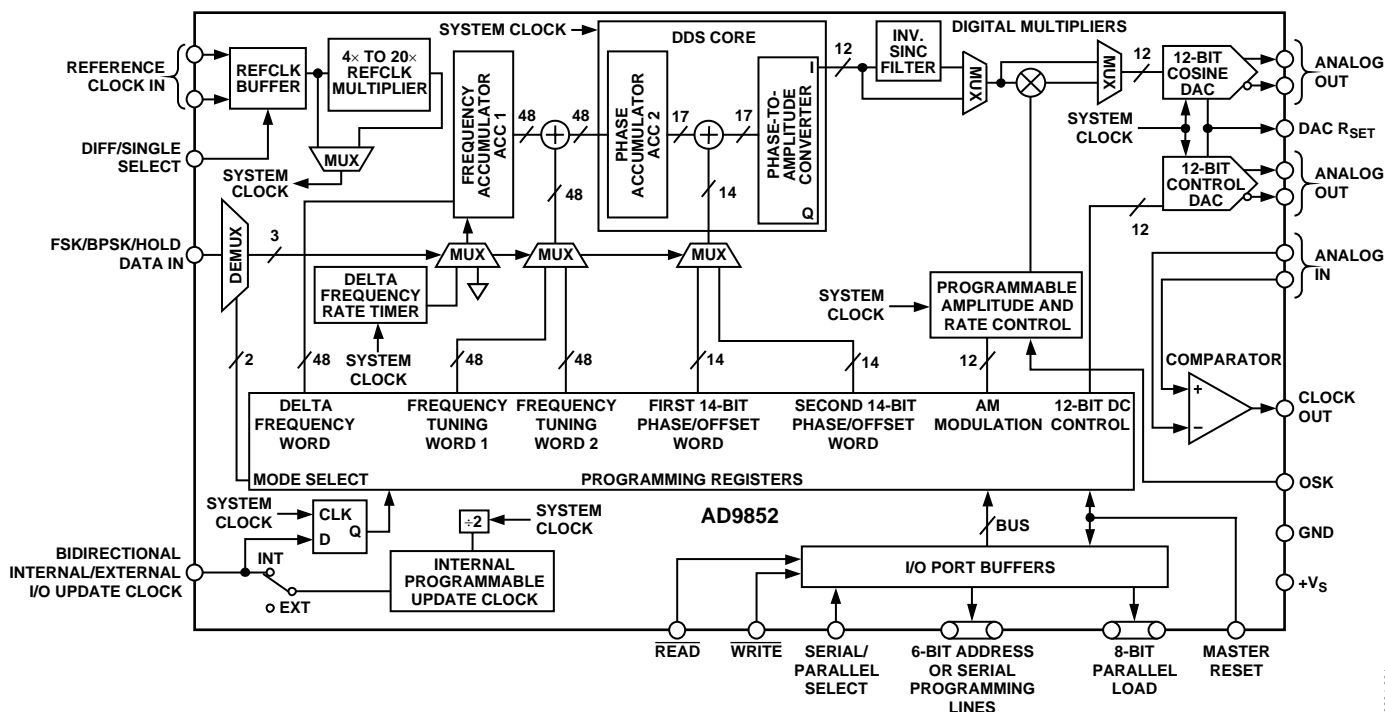 SYSTEM CLOCK
DDS CORE
DIGITAL MULTIPLIERS
REFERENCE
CLOCK IN
REFCLK
BUFFER
4× TO 20×
REFCLK
MULTIPLIER
FREQUENCY
ACCUMULATOR
ACC 1
48
48
PHASE
ACCUMULATOR
ACC 2
17
17
PHASE-TO-
AMPLITUDE
CONVERTER
I
Q
12
INV.
SINC
FILTER
MUX
MUX
12
12-BIT
COSINE
DAC
ANALOG
OUT
SYSTEM
CLOCK
DAC RSET
DIFF/SINGLE
SELECT
MUX
SYSTEM
CLOCK
48
14
12-BIT
CONTROL
DAC
ANALOG
OUT
12
FSK/BPSK/HOLD
DATA IN
DEMUX
3
MUX
MUX
MUX
ANALOG
IN
DELTA
FREQUENCY
RATE TIMER
SYSTEM
CLOCK
PROGRAMMABLE
AMPLITUDE AND
RATE CONTROL
SYSTEM
CLOCK
2
48
48
48
14
14
12
COMPARATOR
+
−
CLOCK
OUT
DELTA
FREQUENCY
WORD
FREQUENCY
TUNING
WORD 1
FREQUENCY
TUNING
WORD 2
FIRST 14-BIT
PHASE/OFFSET
WORD
SECOND 14-BIT
PHASE/OFFSET
WORD
AM
MODULATION
12-BIT DC
CONTROL
MODE SELECT
PROGRAMMING REGISTERS
OSK
SYSTEM
CLOCK
CLK
Q
D
÷2
SYSTEM
CLOCK
AD9852
BUS
GND
BIDIRECTIONAL
INTERNAL/EXTERNAL
I/O UPDATE CLOCK
INT
EXT
INTERNAL
PROGRAMMABLE
UPDATE CLOCK
I/O PORT BUFFERS
+VS
READ
WRITE
SERIAL/
PARALLEL
SELECT
6-BIT ADDRESS
OR SERIAL
PROGRAMMING
LINES
8-BIT
PARALLEL
LOAD
MASTER
RESET